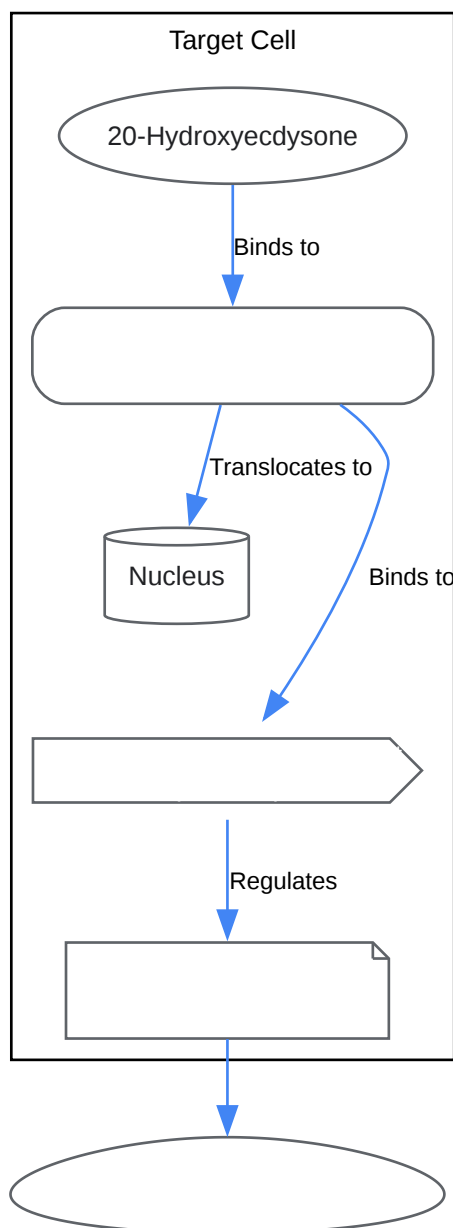 Target Cell
20-Hydroxyecdysone
Binds to
Translocates to
Nucleus
Binds to
Regulates